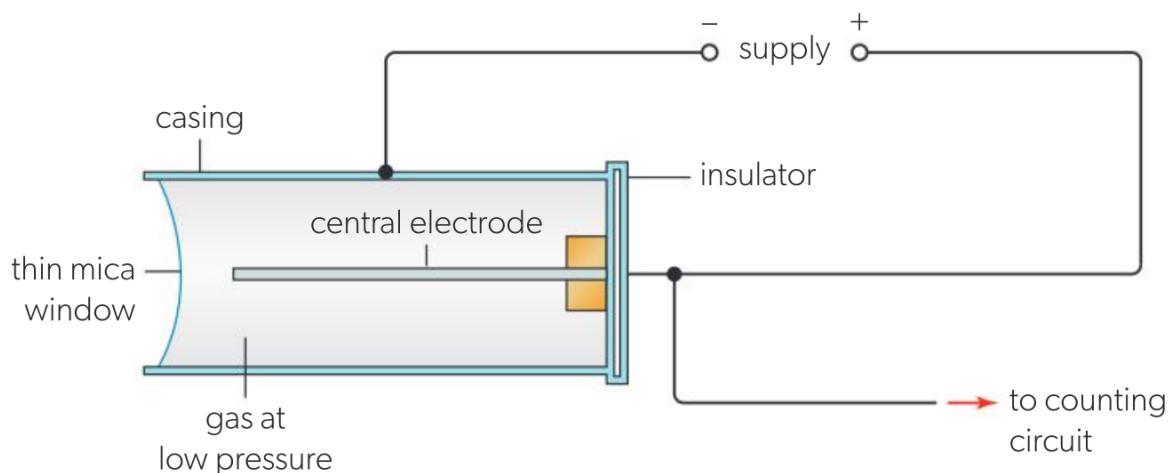 − supply +
casing
insulator
central electrode
thin mica
window
gas at
low pressure
to counting
circuit